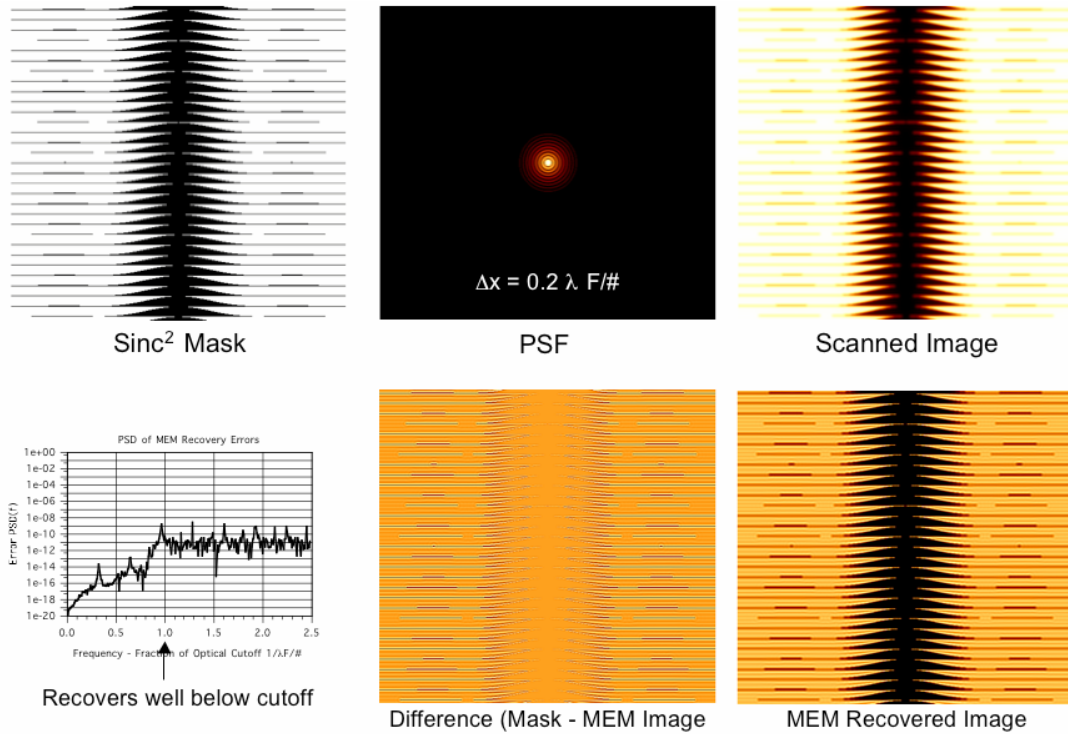 Sinc² Mask
Δx = 0.2 λ F/#
PSF
Scanned Image
PSD of MEM Recovery Errors
Error PSD(f)
1e+00
1e-02
1e-04
1e-06
1e-08
1e-10
1e-12
1e-14
1e-16
1e-18
1e-20
0.0 0.5 1.0 1.5 2.0 2.5
Frequency - Fraction of Optical Cutoff 1/λF/#
Recovers well below cutoff
Difference (Mask - MEM Image
MEM Recovered Image